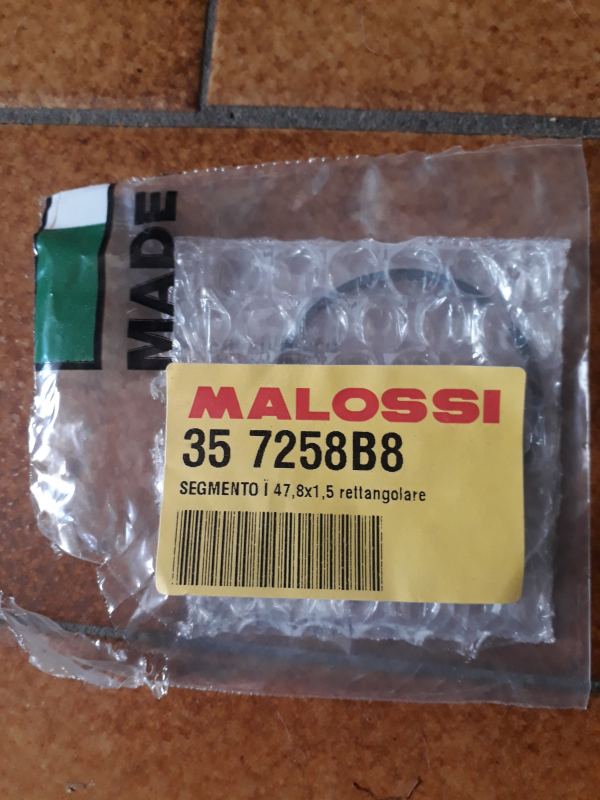 MADE
MALOSSI
35 7258B8
SEGMENTO Ï 47,8x1,5 rettangolare